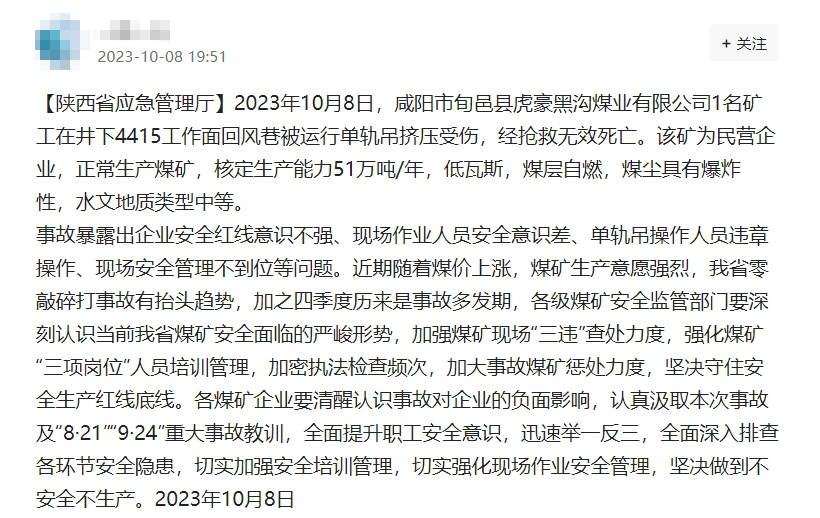 2023-10-08 19:51
+ 关注
【陕西省应急管理厅】2023年10月8日，咸阳市旬邑县虎豪黑沟煤业有限公司1名矿
工在井下4415工作面回风巷被运行单轨吊挤压受伤，经抢救无效死亡。该矿为民营企
业，正常生产煤矿，核定生产能力51万吨/年，低瓦斯，煤层自燃，煤尘具有爆炸
性，水文地质类型中等。
事故暴露出企业安全红线意识不强、现场作业人员安全意识差、单轨吊操作人员违章
操作、现场安全管理不到位等问题。近期随着煤价上涨，煤矿生产意愿强烈，我省零
敲碎打事故有抬头趋势，加之四季度历来是事故多发期，各级煤矿安全监管部门要深
刻认识当前我省煤矿安全面临的严峻形势，加强煤矿现场“三违”查处力度，强化煤矿
“三项岗位”人员培训管理，加密执法检查频次，加大事故煤矿惩处力度，坚决守住安
全生产红线底线。各煤矿企业要清醒认识事故对企业的负面影响，认真汲取本次事故
及“8·21”“9·24”重大事故教训，全面提升职工安全意识，迅速举一反三，全面深入排查
各环节安全隐患，切实加强安全培训管理，切实强化现场作业安全管理，坚决做到不
安全不生产。2023年10月8日